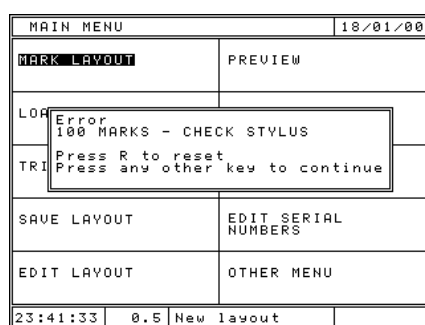 MAIN MENU 18/01/00
MARK LAYOUT PREVIEW
LOA
Error
100 MARKS - CHECK STYLUS
Press R to reset
TRI
Press any other key to continue
SAVE LAYOUT EDIT SERIAL
NUMBERS
EDIT LAYOUT OTHER MENU
23:41:33 0.5 New layout